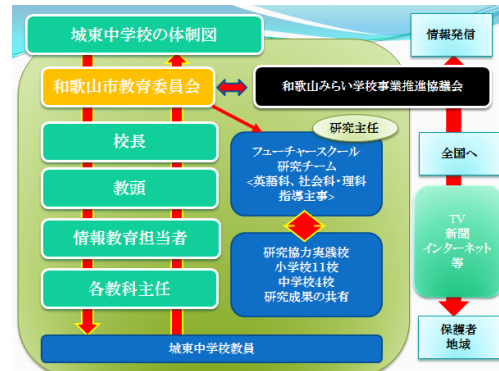 城東中学校の体制図
情報発信
和歌山市教育委員会
和歌山みらい学校事業推進協議会
研究主任
校長
フューチャースクール
研究チーム
<英語科、社会科・理科
指導主事>
全国へ
教頭
TV
新聞
インターネット
等
情報教育担当者
研究協力実践校
小学校11校
中学校4校
研究成果の共有
各教科主任
保護者
地域
城東中学校教員